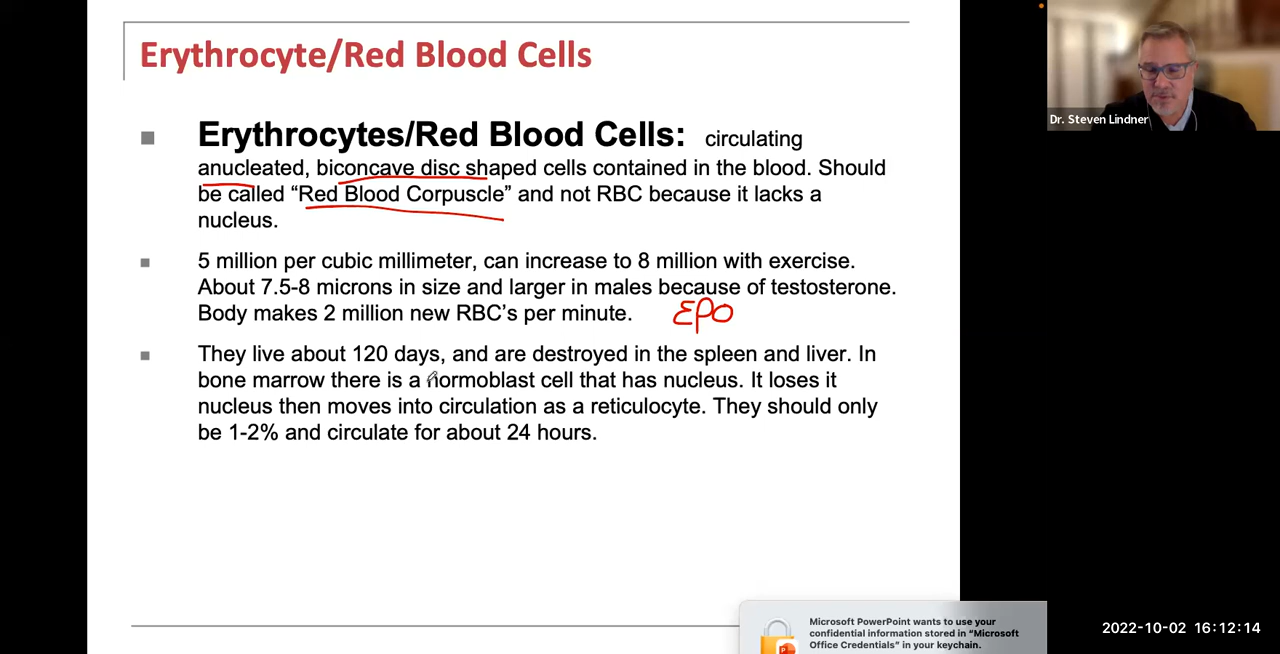 Erythrocyte/Red Blood Cells
Erythrocytes/Red Blood Cells: circulating
anucleated, biconcave disc shaped cells contained in the blood. Should
be called “Red Blood Corpuscle” and not RBC because it lacks a
nucleus.
5 million per cubic millimeter, can increase to 8 million with exercise.
About 7.5-8 microns in size and larger in males because of testosterone.
Body makes 2 million new RBC's per minute. EPO
They live about 120 days, and are destroyed in the spleen and liver. In
bone marrow there is a normoblast cell that has nucleus. It loses it
nucleus then moves into circulation as a reticulocyte. They should only
be 1-2% and circulate for about 24 hours.
Dr. Steven Lindner
Microsoft PowerPoint wants to use your
confidential information stored in “Microsoft
Office Credentials” in your keychain.
2022-10-02 16:12:14